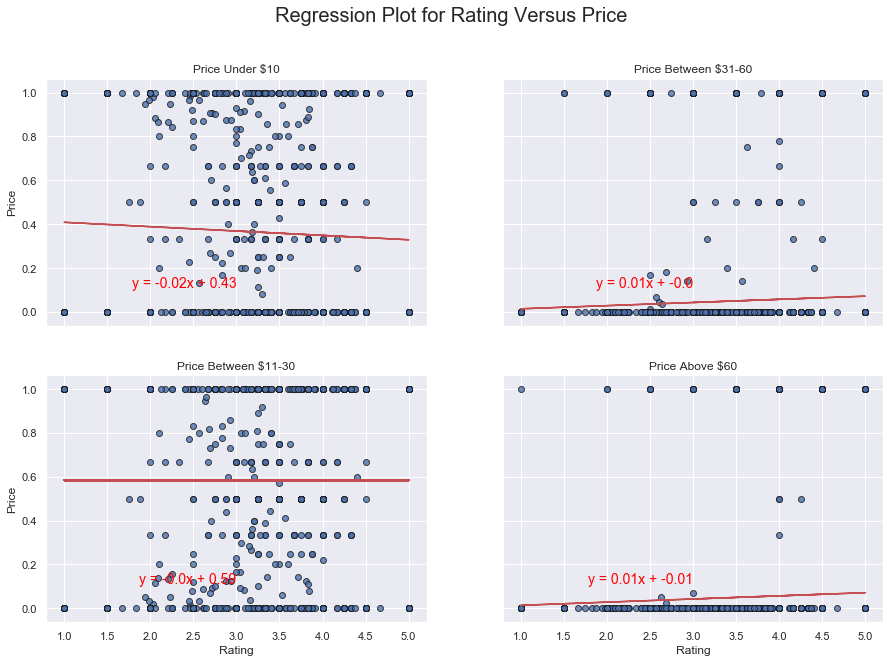 Regression Plot for Rating Versus Price
Price Under $10
Price Between $31-60
1.0
0.8
0.6
0.4
0.2
0.0
Price
y = -0.02x + 0.43
y = 0.01x + -0.0
Price Between $11-30
Price Above $60
1.0
0.8
0.6
0.4
0.2
0.0
Price
y = -0.0x + 0.59
y = 0.01x + -0.01
1.0 1.5 2.0 2.5 3.0 3.5 4.0 4.5 5.0
1.0 1.5 2.0 2.5 3.0 3.5 4.0 4.5 5.0
Rating
Rating